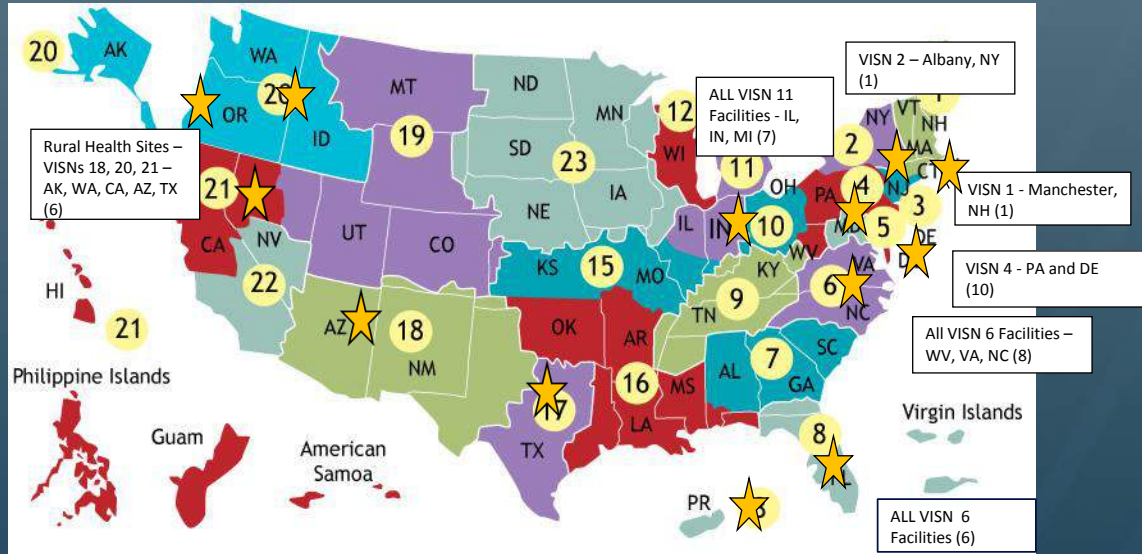 20
AK
WA
OR
20
ID
MT
19
ND
MN
SD
23
NE
IA
12
WI
ALL VISN 11
Facilities - IL,
IN, MI (7)
11
VISN 2 – Albany, NY
(1)
NY
VT
NH
MA
CT
2
1
Rural Health Sites –
VISNs 18, 20, 21 –
AK, WA, CA, AZ, TX
(6)
21
CA
NV
22
UT
CO
KS
15
MO
IL
IN
OH
10
PA
4
NJ
3
5
DE
WV
VA
6
NC
KY
9
TN
VISN 1 - Manchester,
NH (1)
VISN 4 - PA and DE
(10)
All VISN 6 Facilities –
WV, VA, NC (8)
HI
21
AZ
18
NM
OK
AR
16
MS
LA
AL
7
GA
SC
17
TX
8
Philippine Islands
Guam
American
Samoa
PR
Virgin Islands
ALL VISN 6
Facilities (6)